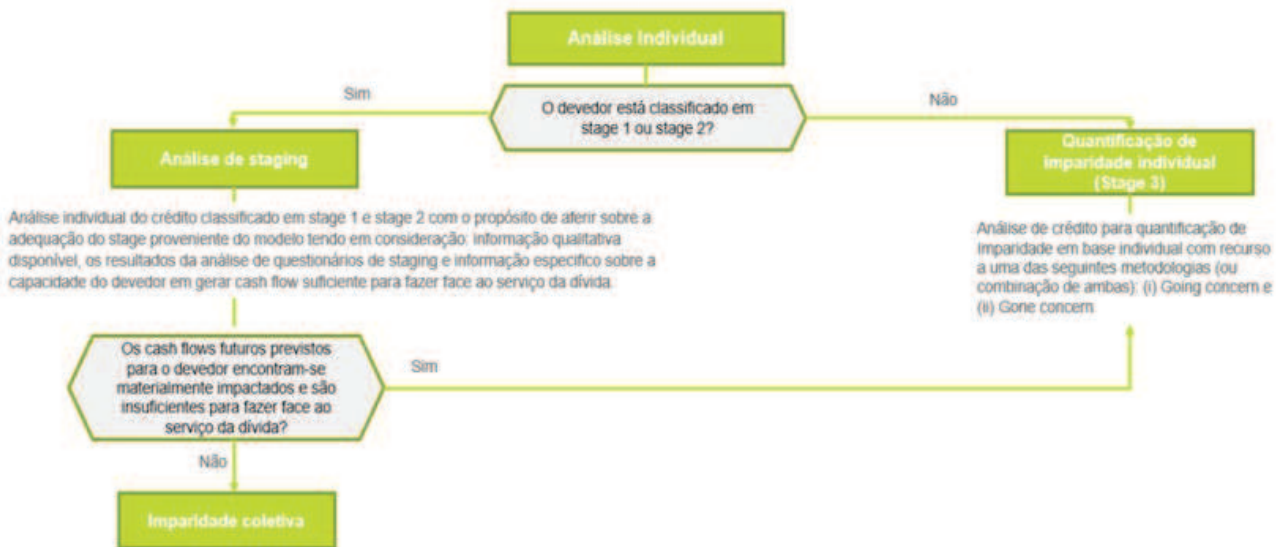 Análise Individual
Sim
O devedor está classificado em
stage 1 ou stage 2?
Não
Análise de staging
Quantificação de
imparidade individual
(Stage 3)
Análise individual do crédito classificado em stage 1 e stage 2 com o propósito de aferir sobre a
adequação do stage proveniente do modelo tendo em consideração: informação qualitativa
disponível, os resultados da análise de questionários de staging e informação especifico sobre a
capacidade do devedor em gerar cash flow suficiente para fazer face ao serviço da dívida.
Análise de crédito para quantificação de
imparidade em base individual com recurso
a uma das seguintes metodologias (ou
combinação de ambas): (i) Going concern e
(ii) Gone concern
Os cash flows futuros previstos
para o devedor encontram-se
materialmente impactados e são
insuficientes para fazer face ao
serviço da dívida?
Sim
Não
Imparidade coletiva